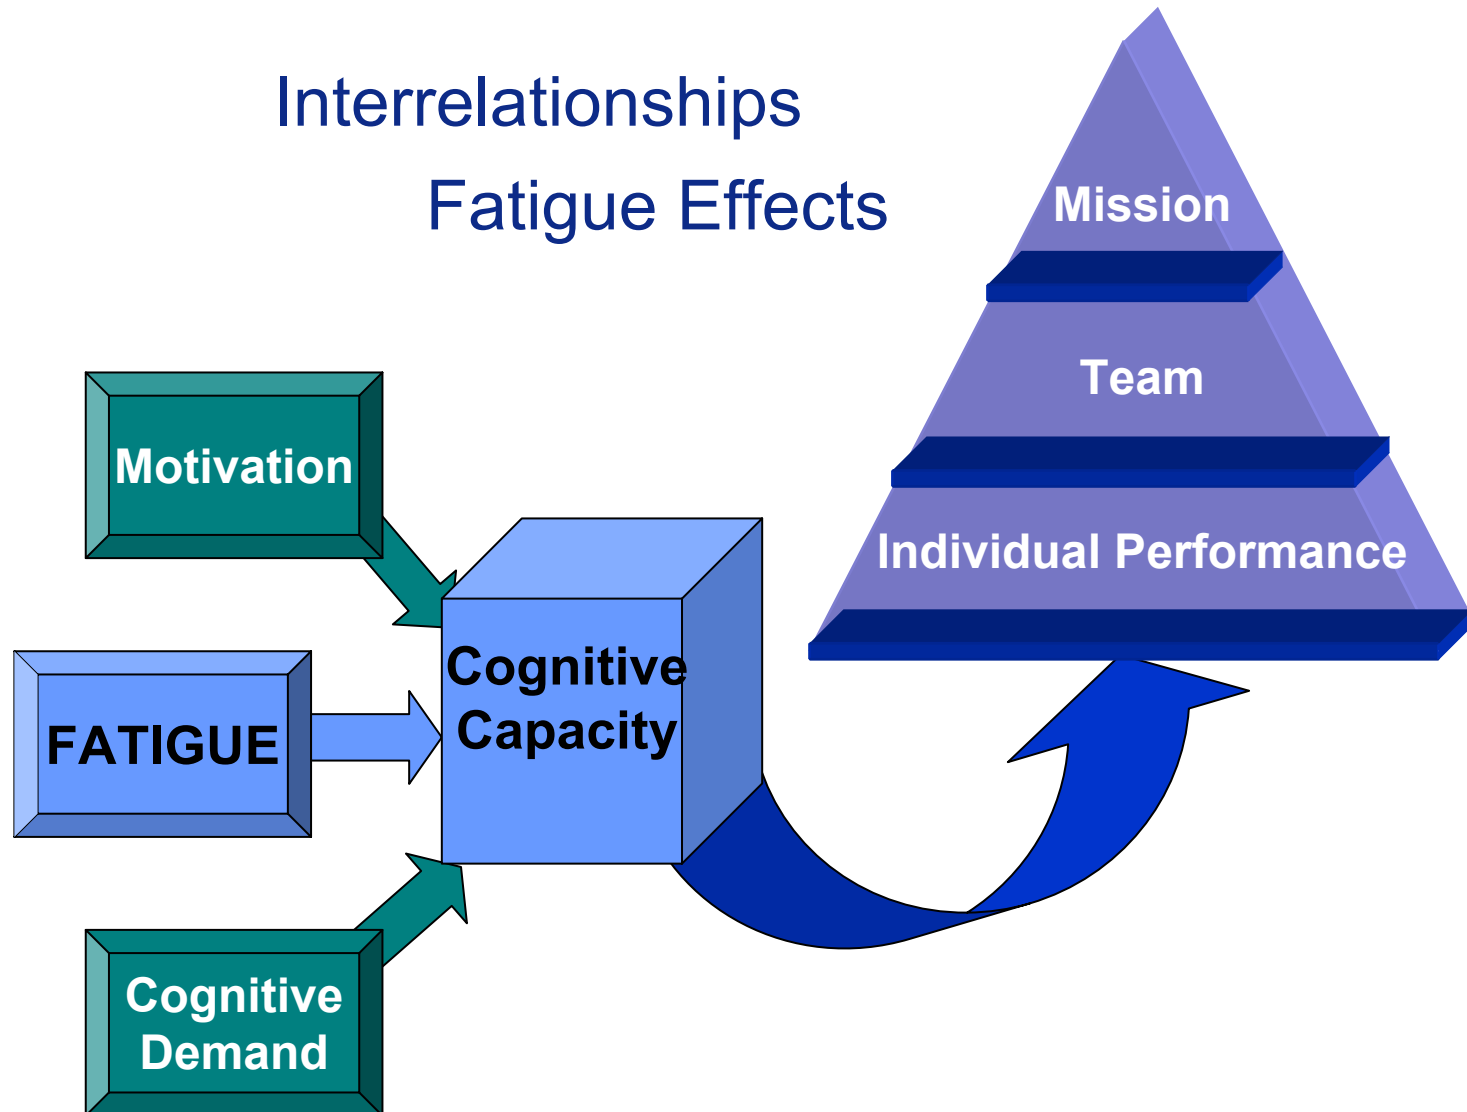 Interrelationships
Fatigue Effects
Mission
Team
Individual Performance
Motivation
FATIGUE
Cognitive
Demand
Cognitive
Capacity